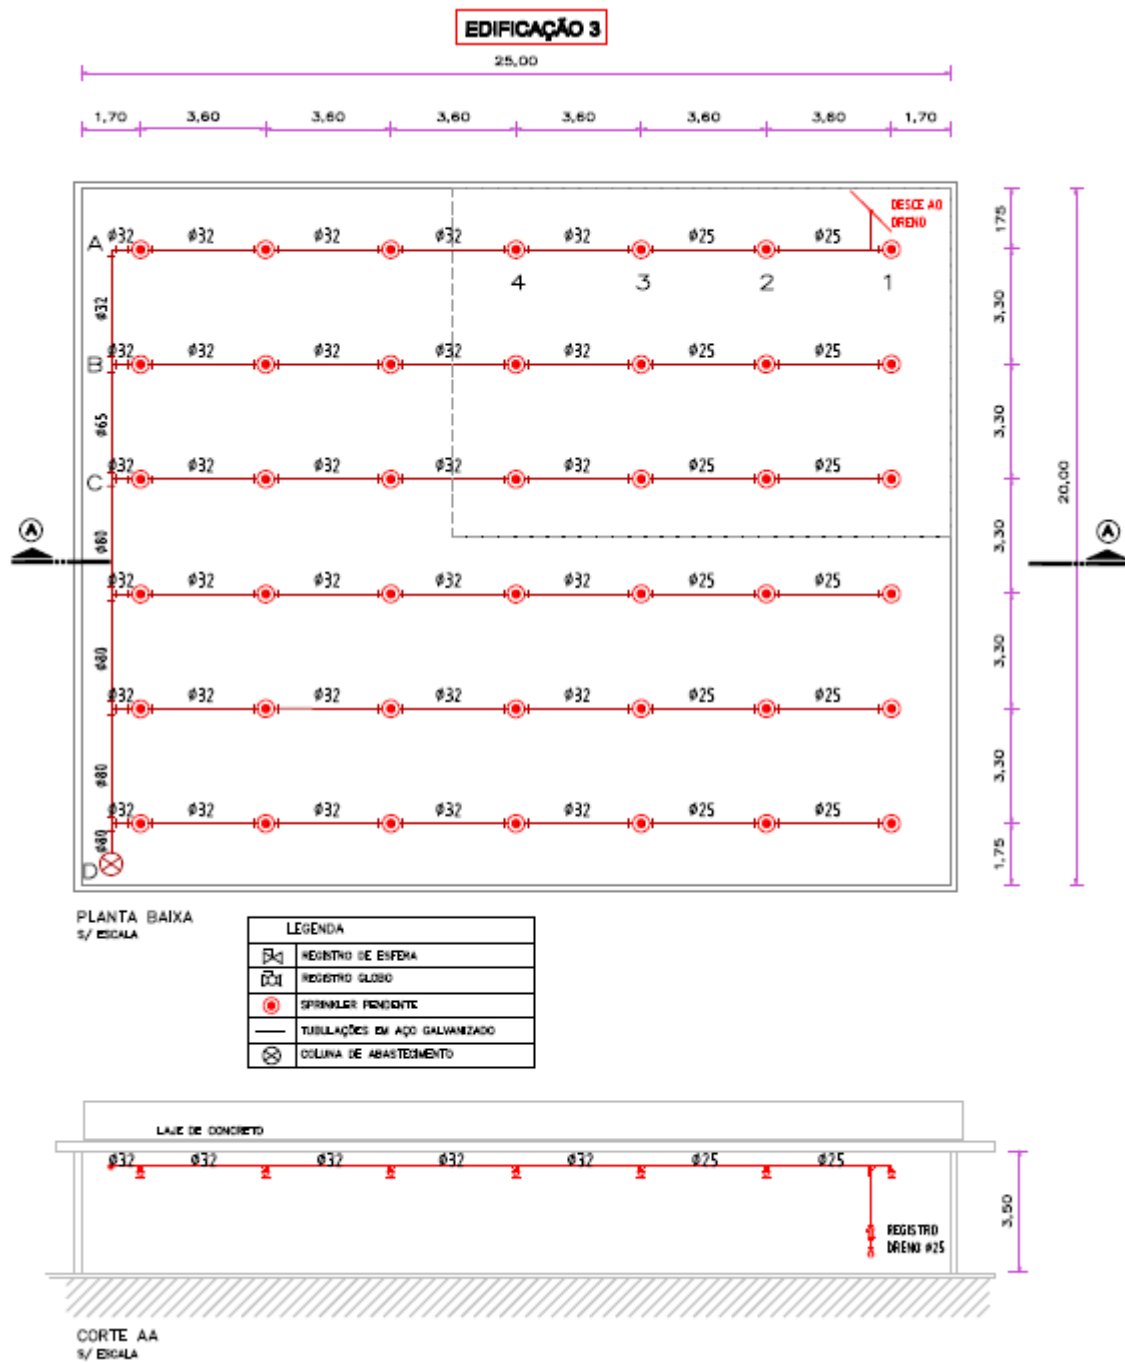 EDIFICAÇÃO 3
25,00
1,70 3,60 3,60 3,60 3,60 3,60 3,60 1,70
DESCE AO
DRENO
A ø32 ø32 ø32 ø32 ø32 ø25 ø25
175
4 3 2 1
ø32
3,30
B ø32 ø32 ø32 ø32 ø32 ø25 ø25
ø65
3,30
C ø32 ø32 ø32 ø32 ø32 ø25 ø25
20,00
A A
ø80
3,30
ø32 ø32 ø32 ø32 ø32 ø25 ø25
ø80
3,30
ø32 ø32 ø32 ø32 ø32 ø25 ø25
ø80
3,30
ø32 ø32 ø32 ø32 ø32 ø25 ø25
ø80
1,75
D
PLANTA BAIXA
S/ ESCALA
LEGENDA
REGISTRO DE ESFERA
REGISTRO GLOBO
SPRINKLER PENDENTE
TUBULAÇÕES EM AÇO GALVANIZADO
COLUNA DE ABASTECIMENTO
LAJE DE CONCRETO
ø32 ø32 ø32 ø32 ø32 ø25 ø25
3,50
REGISTRO
DRENO ø25
CORTE AA
S/ ESCALA